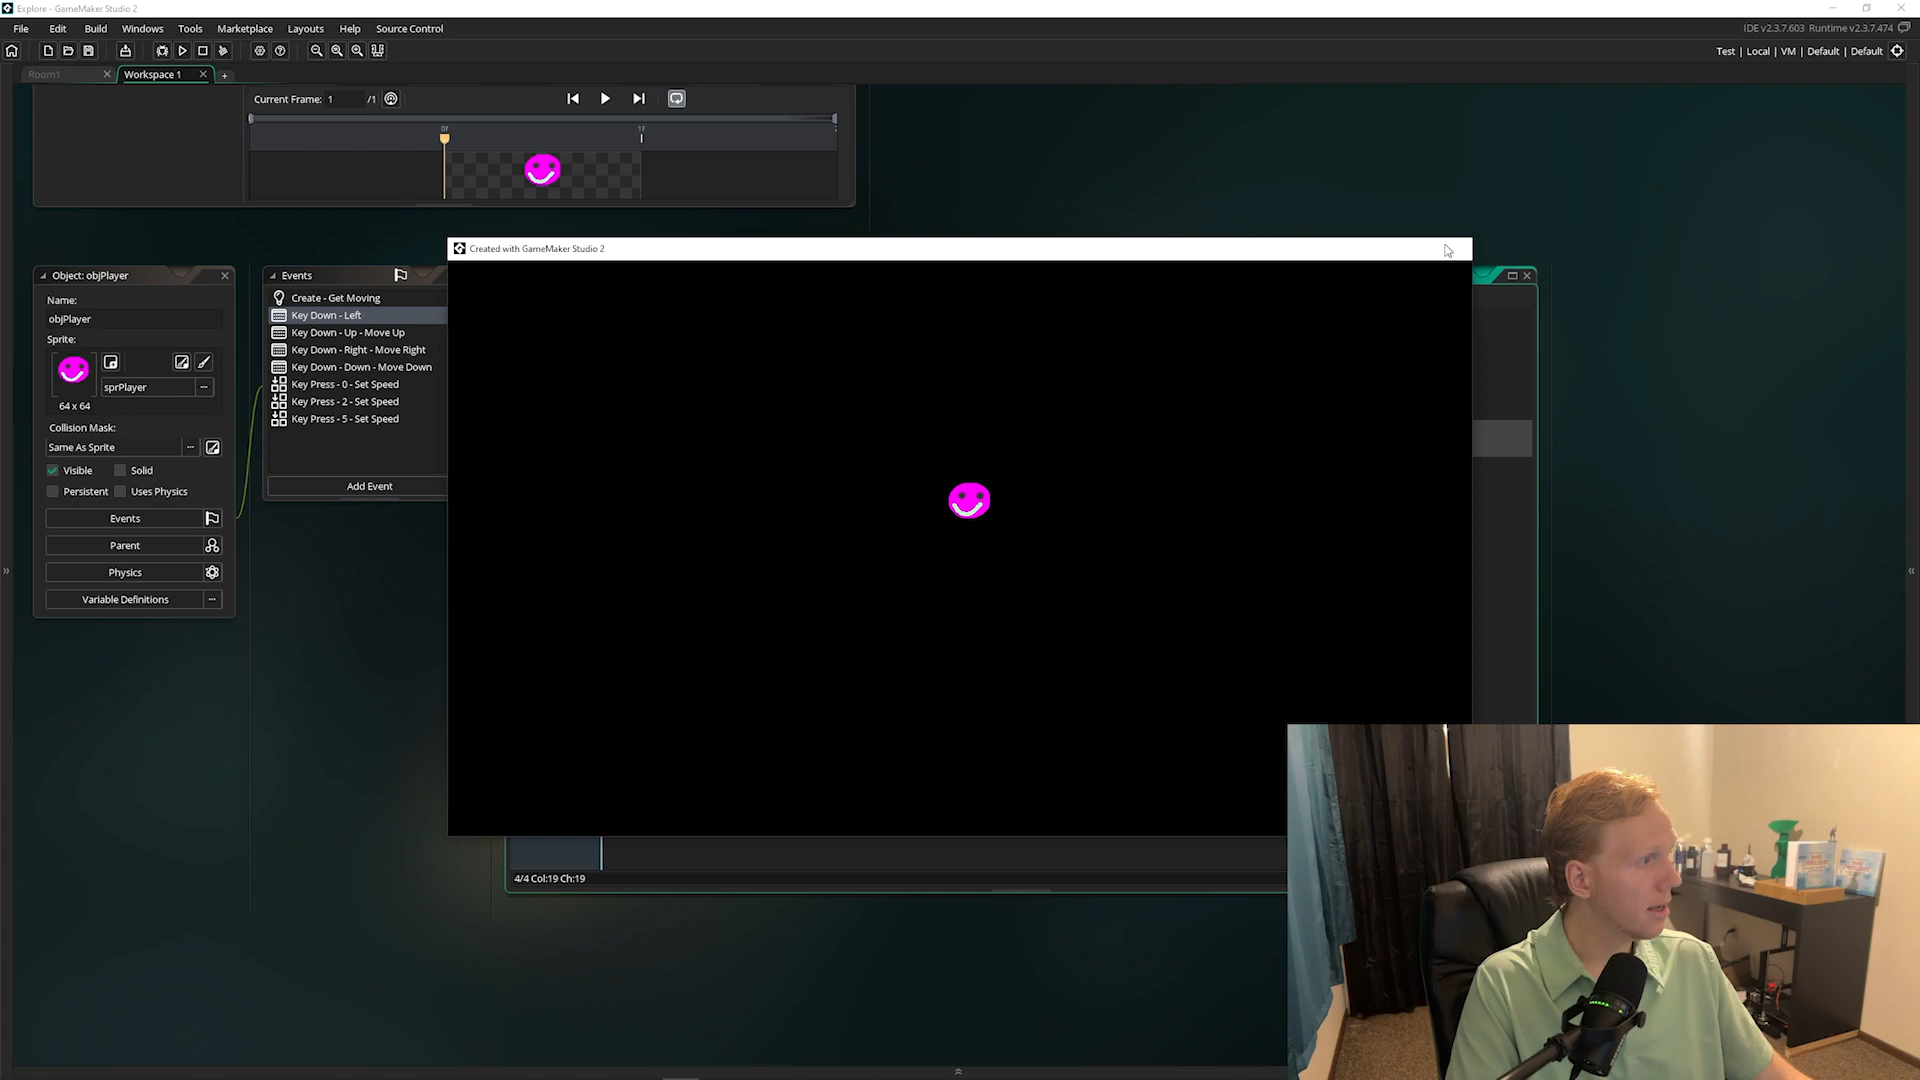 Explore - GameMaker Studio 2
File Edit Build Windows Tools Marketplace Layouts Help Source Control
IDE v2.3.7.603 Runtime v2.3.7.474
Test | Local | VM | Default | Default
Room1
Workspace 1
Current Frame: 1 /1
0f
1f
Created with GameMaker Studio 2
Object: objPlayer
Name:
objPlayer
Sprite:
sprPlayer
64 x 64
Collision Mask:
Same As Sprite
Visible
Solid
Persistent
Uses Physics
Events
Parent
Physics
Variable Definitions
Events
Create - Get Moving
Key Down - Left
Key Down - Up - Move Up
Key Down - Right - Move Right
Key Down - Down - Move Down
Key Press - 0 - Set Speed
Key Press - 2 - Set Speed
Key Press - 5 - Set Speed
Add Event
4/4 Col:19 Ch:19